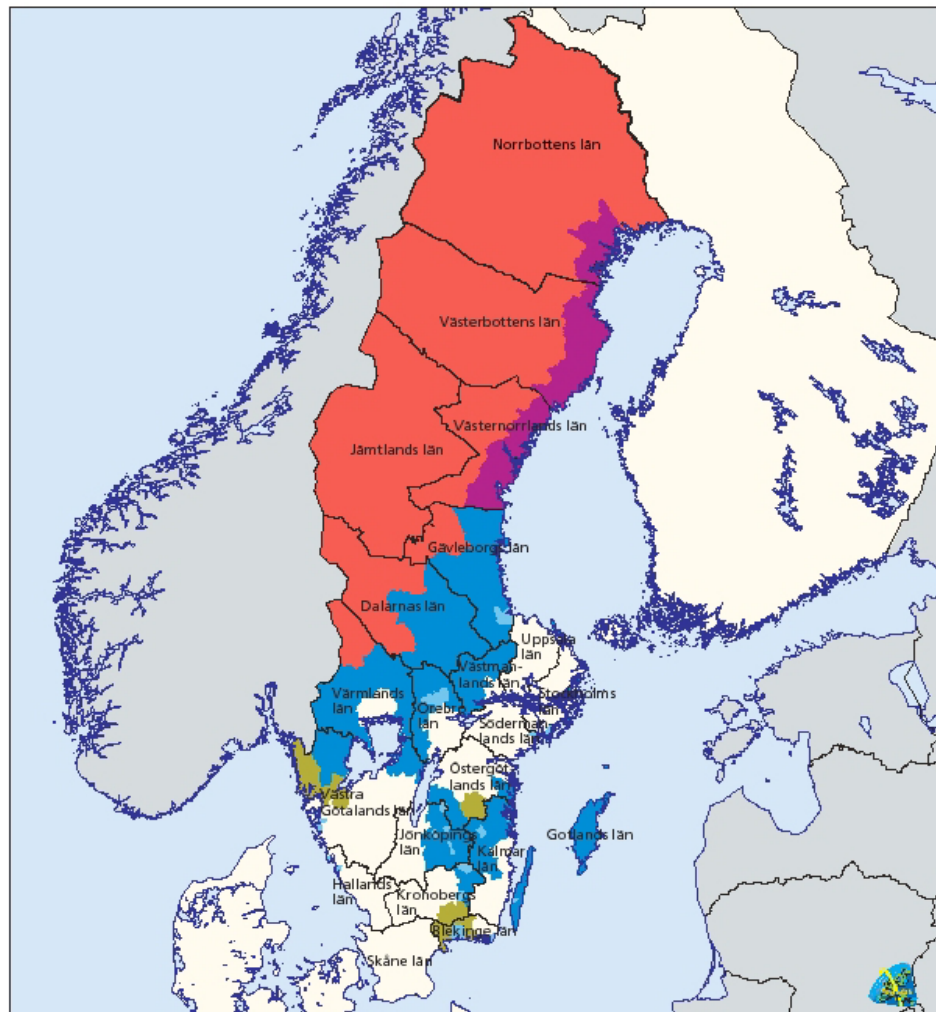 Norrbottens län
Västerbottens län
Västernorrlands län
Jämtlands län
Gävleborgs län
Dalarnas län
Uppsala
län
Västman-
lands län
Värmlands
län
Örebro
län
Stockholms
län
Söderman-
lands län
Östergöt-
lands län
Västra
Götalands län
Jönköpings
län
Gotlands län
Kalmar
län
Hallands
län
Kronobergs
län
Blekinge län
Skåne län